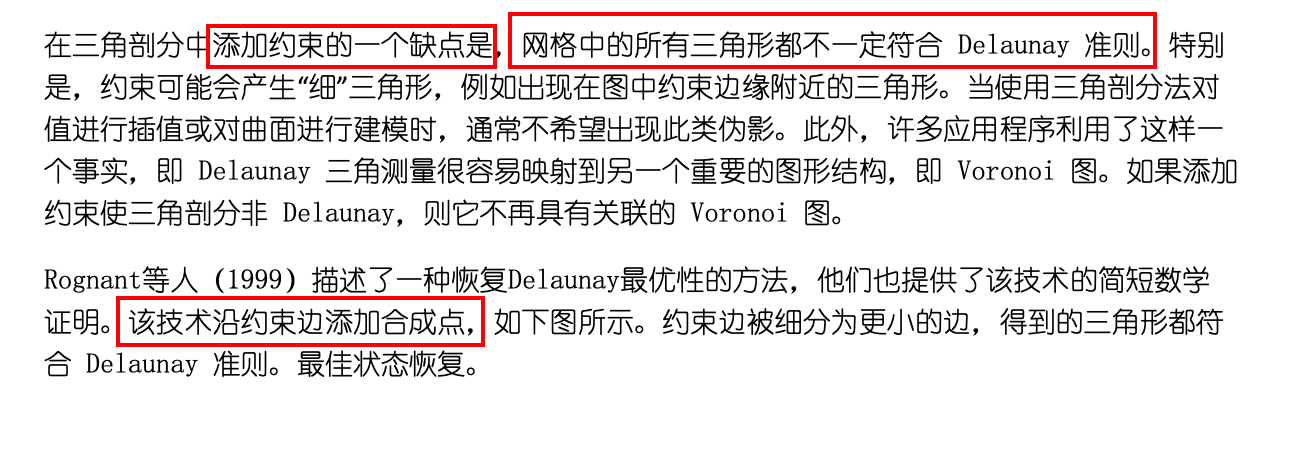 在三角剖分中添加约束的一个缺点是，网格中的所有三角形都不一定符合 Delaunay 准则。特别
是，约束可能会产生“细”三角形，例如出现在图中约束边缘附近的三角形。当使用三角剖分法对
值进行插值或对曲面进行建模时，通常不希望出现此类伪影。此外，许多应用程序利用了这样一
个事实，即 Delaunay 三角测量很容易映射到另一个重要的图形结构，即 Voronoi 图。如果添加
约束使三角剖分非 Delaunay，则它不再具有关联的 Voronoi 图。
Rognant等人（1999）描述了一种恢复Delaunay最优性的方法，他们也提供了该技术的简短数学
证明。该技术沿约束边添加合成点，如下图所示。约束边被细分为更小的边，得到的三角形都符
合 Delaunay 准则。最佳状态恢复。